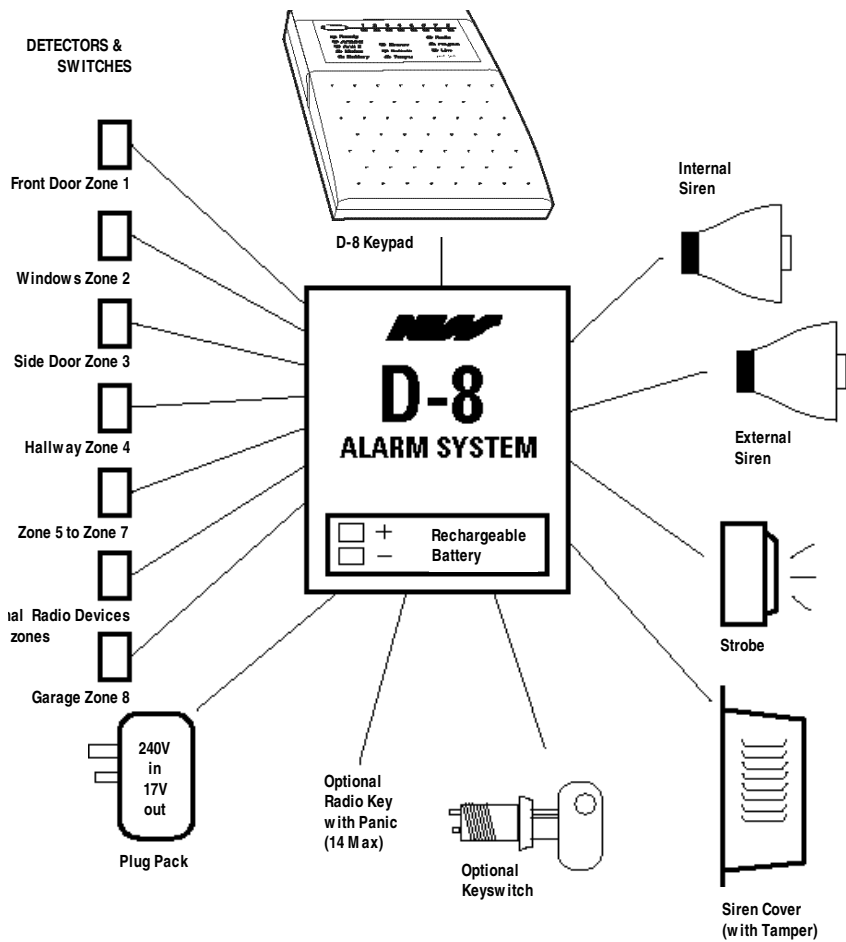 DETECTORS &
SWITCHES
Front Door Zone 1
Windows Zone 2
Side Door Zone 3
Hallway Zone 4
Zone 5 to Zone 7
Radio Devices
zones
Garage Zone 8
D-8 Keypad
NESS
D-8
ALARM SYSTEM
+ Rechargeable
– Battery
Internal
Siren
External
Siren
Strobe
Siren Cover
(with Tamper)
240V
in
17V
out
Plug Pack
Optional
Radio Key
with Panic
(14 Max)
Optional
Keyswitch